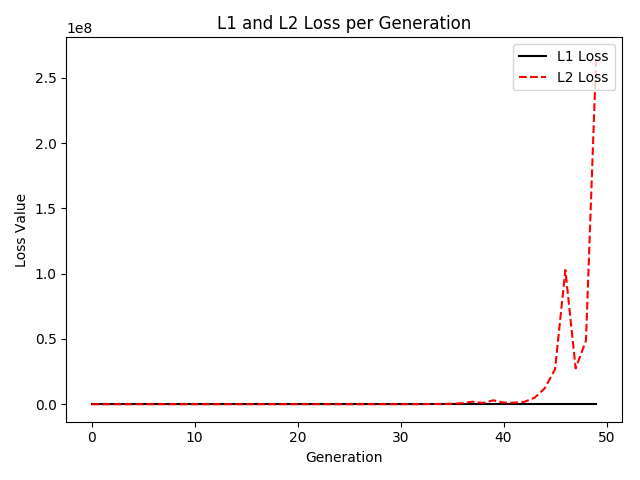 L1 and L2 Loss per Generation
1e8
L1 Loss
L2 Loss
2.5
2.0
1.5
1.0
0.5
0.0
Loss Value
0 10 20 30 40 50
Generation